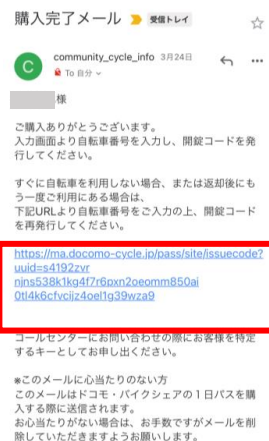 購入完了メール 受信トレイ
community_cycle_info 3月24日
C
To 自分
様
ご購入ありがとうございます。
入力画面より自転車番号を入力し、開錠コードを発
行してください。
すぐに自転車を利用しない場合、または返却後にも
う一度ご利用にある場合は、
下記URLより自転車番号をご入力の上、開錠コード
を再発行してください。
https://ma.docomo-cycle.jp/pass/site/issuecode?
uuid=s4192zvr
njns538k1kg4f7r6pxn2oeomm850ai
0tl4k6cfvcijz4oel1g39wza9
コールセンターにお問い合わせの際にお客様を特定
するキーとしてお申し出ください。
※このメールに心当たりのない方
このメールはドコモ・バイクシェアの1日パスを購
入する際に送信されます。
お心当たりがない場合は、お手数ですがメールを削
除していただきますようお願いします。